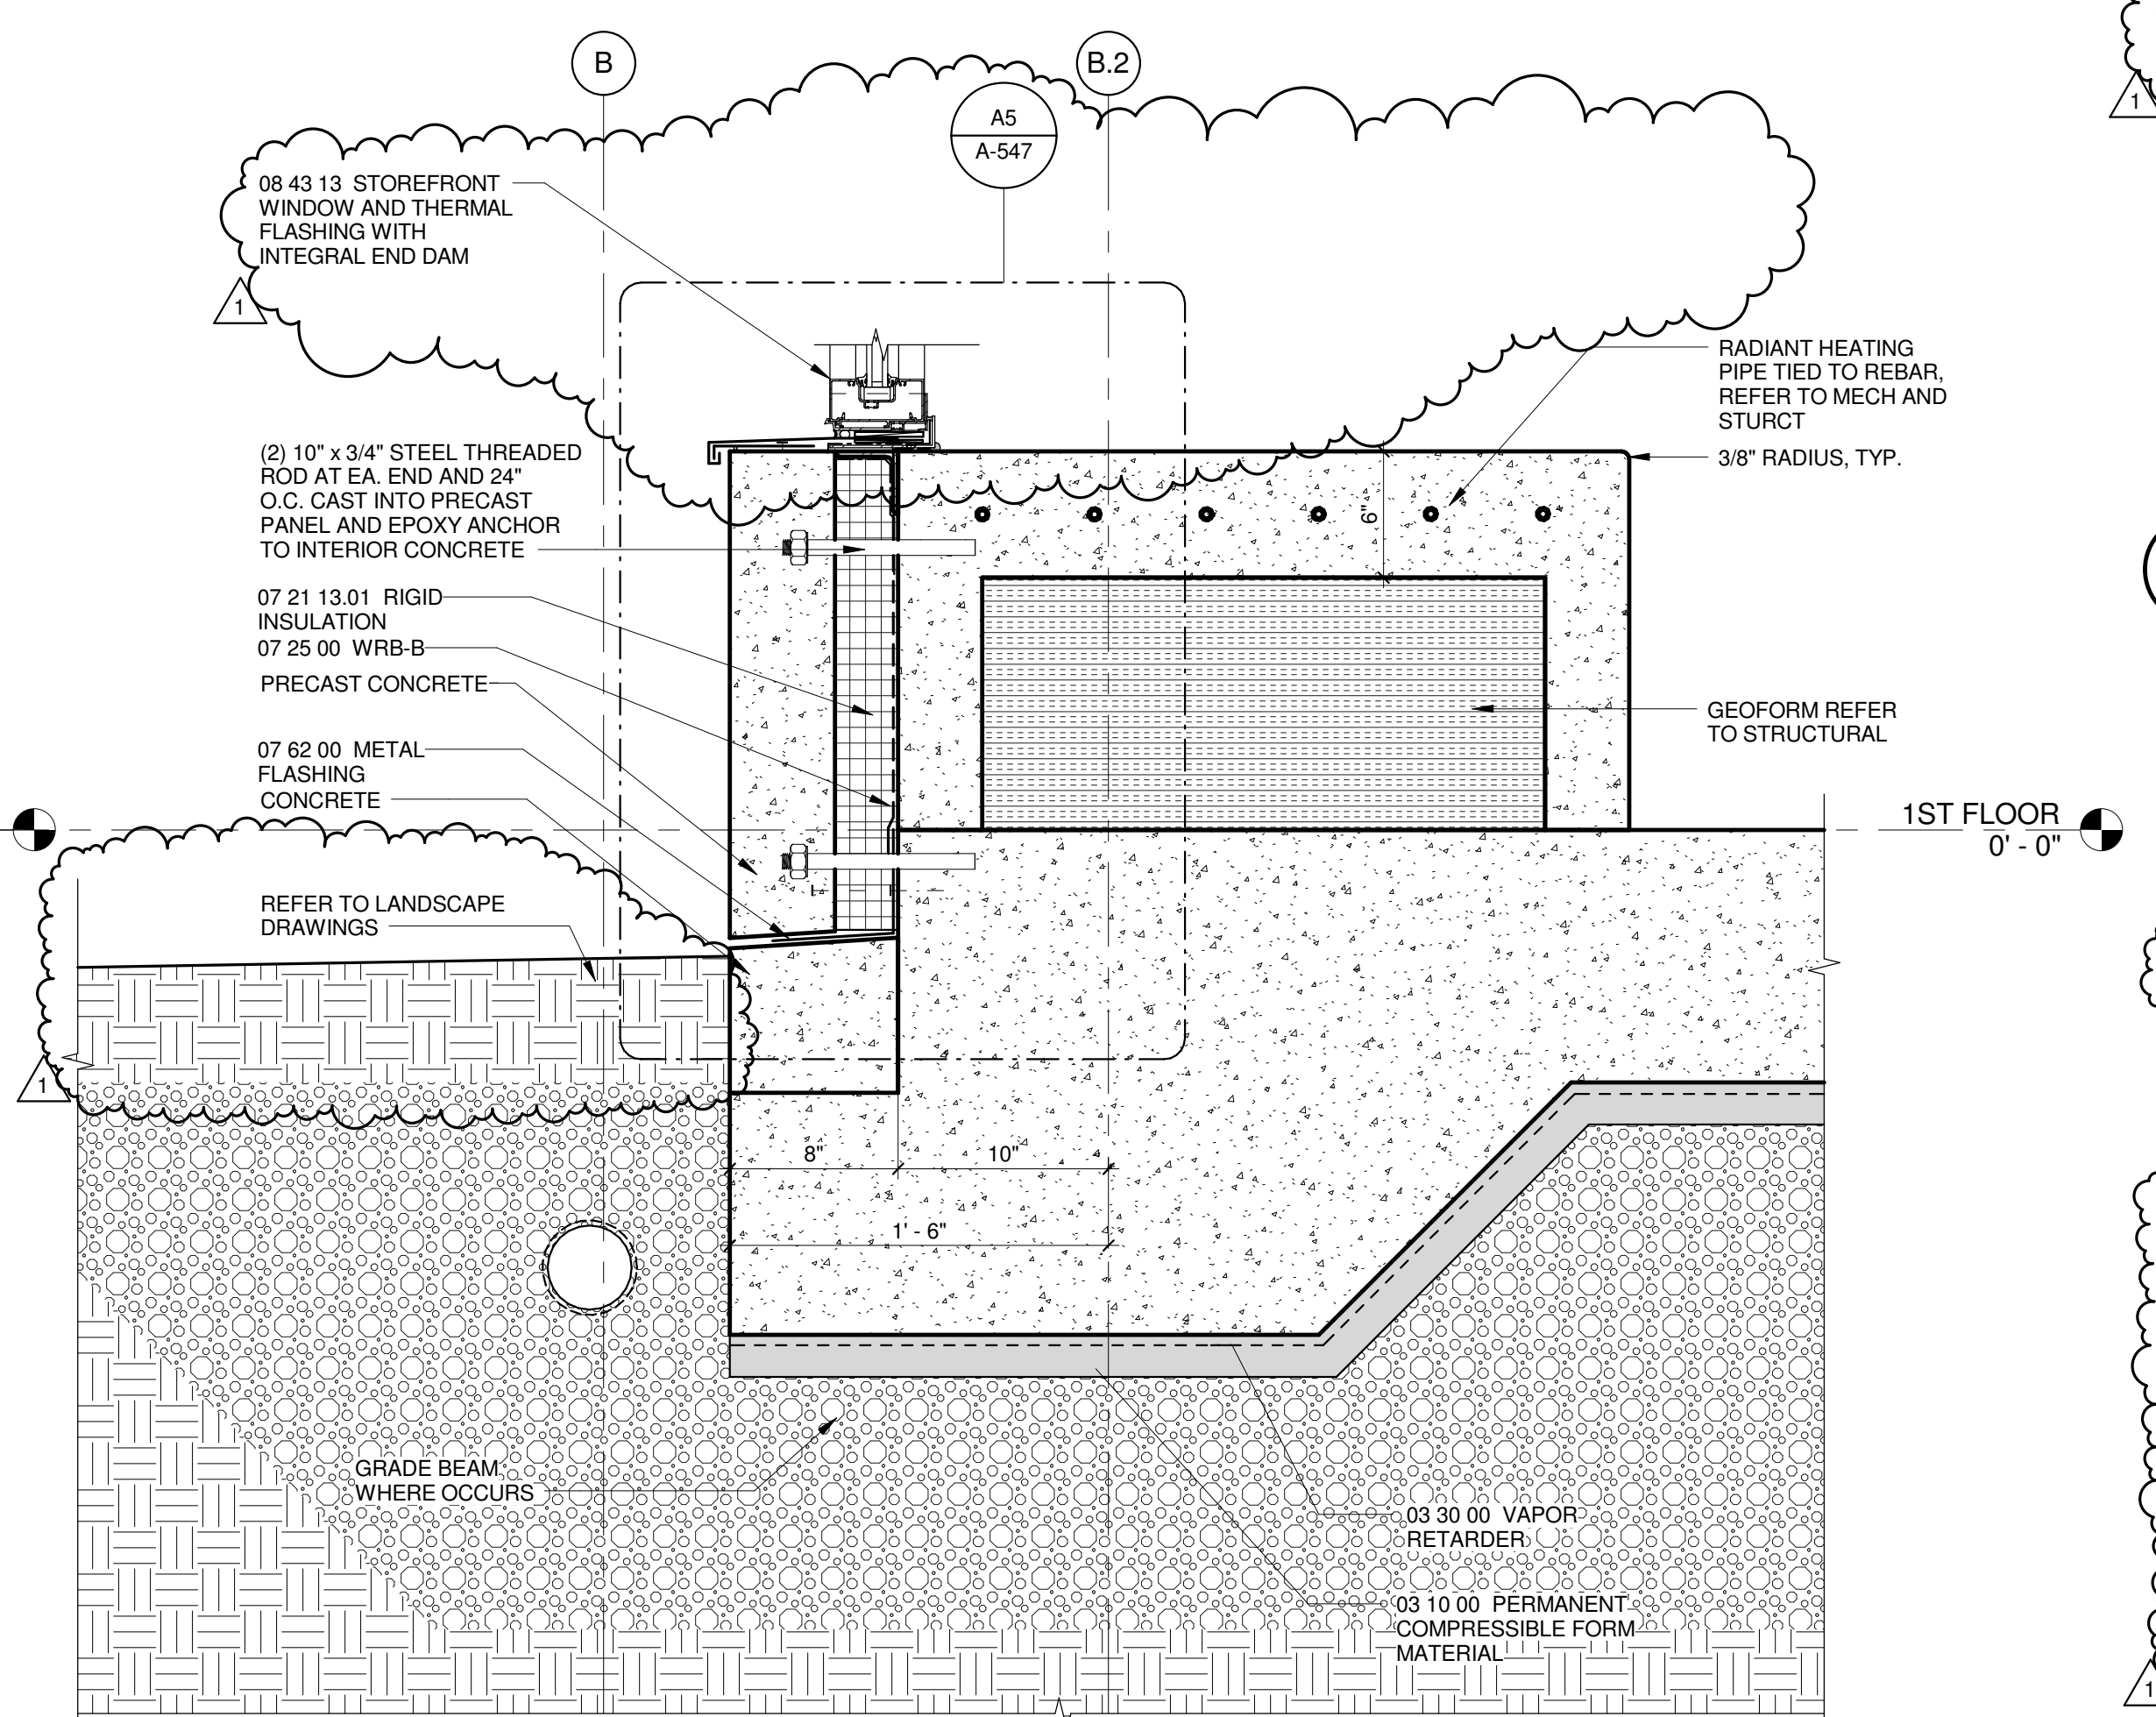 B
B.2
A5
A-547
1
08 43 13 STOREFRONT
WINDOW AND THERMAL
FLASHING WITH
INTEGRAL END DAM
1
RADIANT HEATING
PIPE TIED TO REBAR,
REFER TO MECH AND
STURCT
3/8" RADIUS, TYP.
(2) 10" x 3/4" STEEL THREADED
ROD AT EA. END AND 24"
O.C. CAST INTO PRECAST
PANEL AND EPOXY ANCHOR
TO INTERIOR CONCRETE
6"
07 21 13.01 RIGID
INSULATION
07 25 00 WRB-B
PRECAST CONCRETE
GEOFORM REFER
TO STRUCTURAL
07 62 00 METAL
FLASHING
CONCRETE
1ST FLOOR
0' - 0"
REFER TO LANDSCAPE
DRAWINGS
1
8"
10"
1' - 6"
GRADE BEAM
WHERE OCCURS
03 30 00 VAPOR
RETARDER
03 10 00 PERMANENT
COMPRESSIBLE FORM
MATERIAL
1